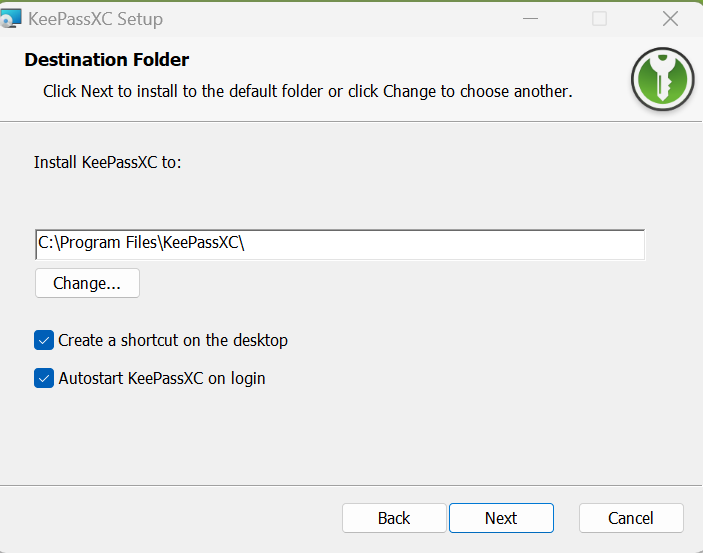 KeePassXC Setup
Destination Folder
Click Next to install to the default folder or click Change to choose another.
Install KeePassXC to:
C:\Program Files\KeePassXC\
Change...
Create a shortcut on the desktop
Autostart KeePassXC on login
Back Next Cancel